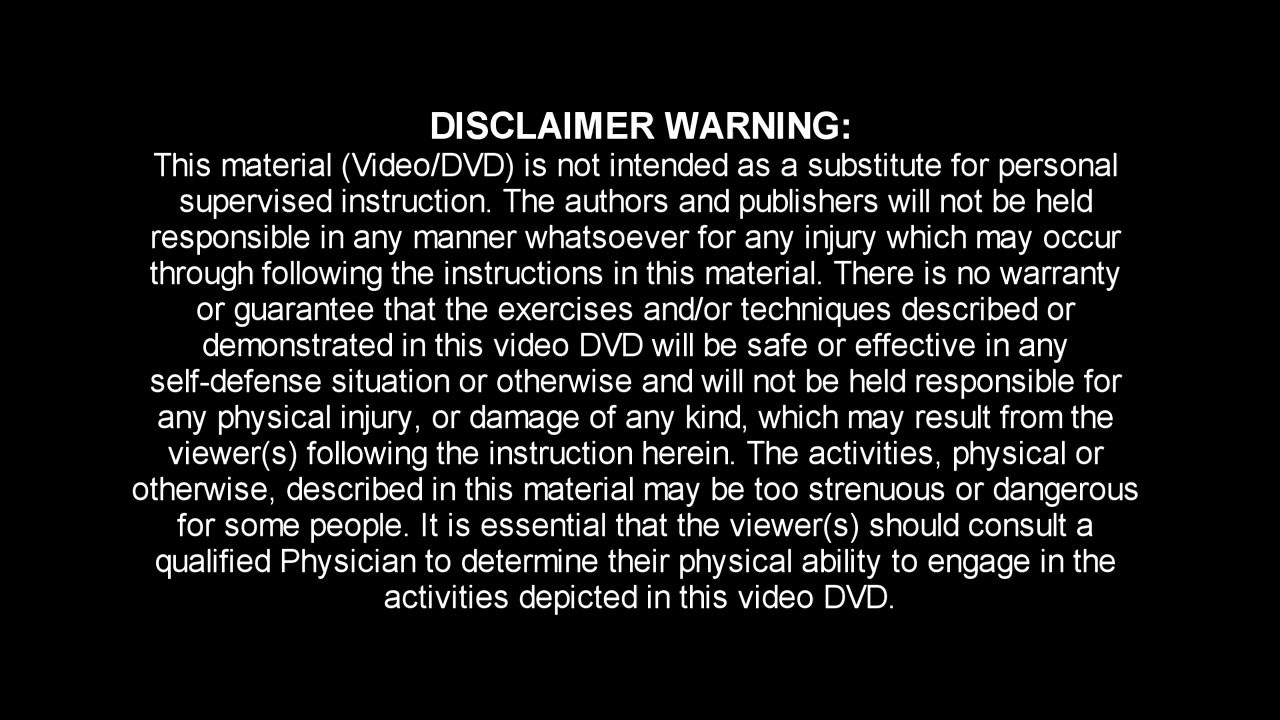 DISCLAIMER WARNING:
This material (Video/DVD) is not intended as a substitute for personal
supervised instruction. The authors and publishers will not be held
responsible in any manner whatsoever for any injury which may occur
through following the instructions in this material. There is no warranty
or guarantee that the exercises and/or techniques described or
demonstrated in this video DVD will be safe or effective in any
self-defense situation or otherwise and will not be held responsible for
any physical injury, or damage of any kind, which may result from the
viewer(s) following the instruction herein. The activities, physical or
otherwise, described in this material may be too strenuous or dangerous
for some people. It is essential that the viewer(s) should consult a
qualified Physician to determine their physical ability to engage in the
activities depicted in this video DVD.